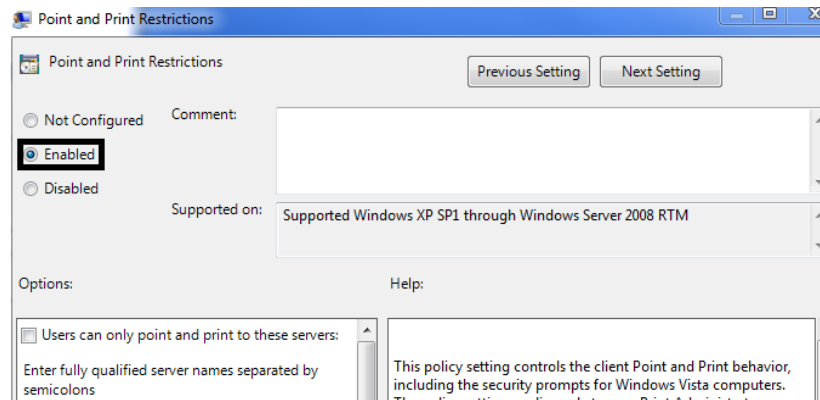 Point and Print Restrictions
Point and Print Restrictions
Previous Setting
Next Setting
Not Configured
Comment:
Enabled
Disabled
Supported on:
Supported Windows XP SP1 through Windows Server 2008 RTM
Options:
Help:
Users can only point and print to these servers:
Enter fully qualified server names separated by
semicolons
This policy setting controls the client Point and Print behavior,
including the security prompts for Windows Vista computers.